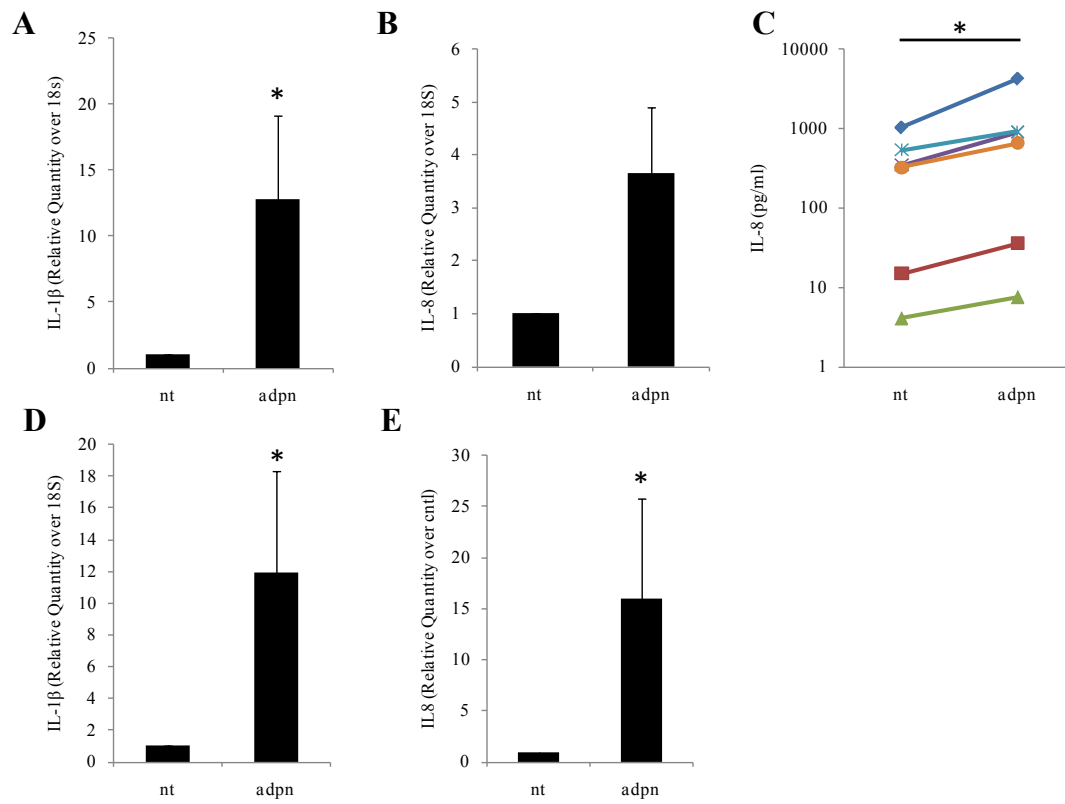 A
IL-1β (Relative Quantity over 18s)
25
20
15
10
5
0
*
nt
adpn
B
IL-8 (Relative Quantity over 18S)
6
5
4
3
2
1
0
nt
adpn
C
IL-8 (pg/ml)
10000
1000
100
10
1
*
nt
adpn
D
IL-1β (Relative Quantity over 18S)
20
18
16
14
12
10
8
6
4
2
0
*
nt
adpn
E
IL8 (Relative Quantity over cntl)
30
25
20
15
10
5
0
*
nt
adpn